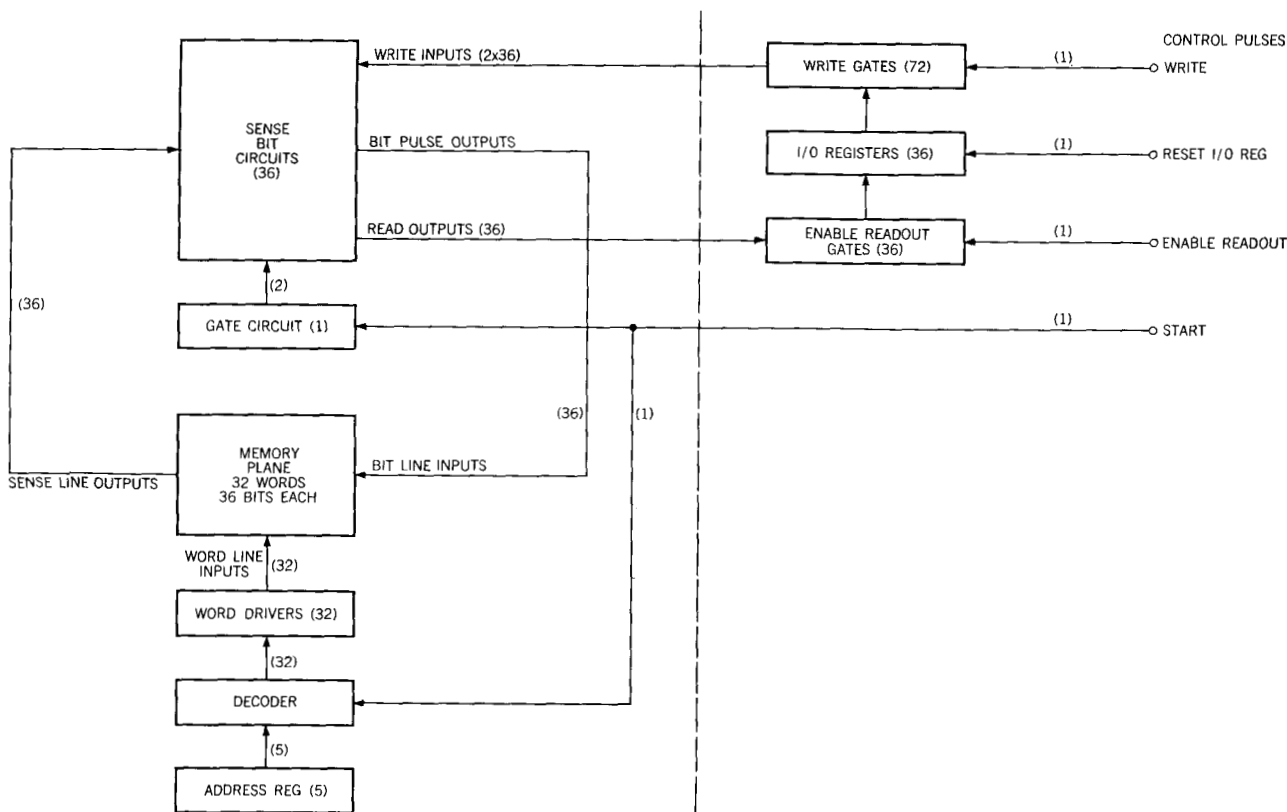 CONTROL PULSES
WRITE INPUTS (2x36)
WRITE GATES (72)
(1)
WRITE
SENSE
BIT
CIRCUITS
(36)
BIT PULSE OUTPUTS
I/O REGISTERS (36)
(1)
RESET I/O REG
READ OUTPUTS (36)
ENABLE READOUT
GATES (36)
(1)
ENABLE READOUT
(36)
(2)
GATE CIRCUIT (1)
(1)
START
(36)
(1)
MEMORY
PLANE
32 WORDS
36 BITS EACH
BIT LINE INPUTS
SENSE LINE OUTPUTS
WORD LINE
INPUTS
(32)
WORD DRIVERS (32)
(32)
DECODER
(5)
ADDRESS REG (5)